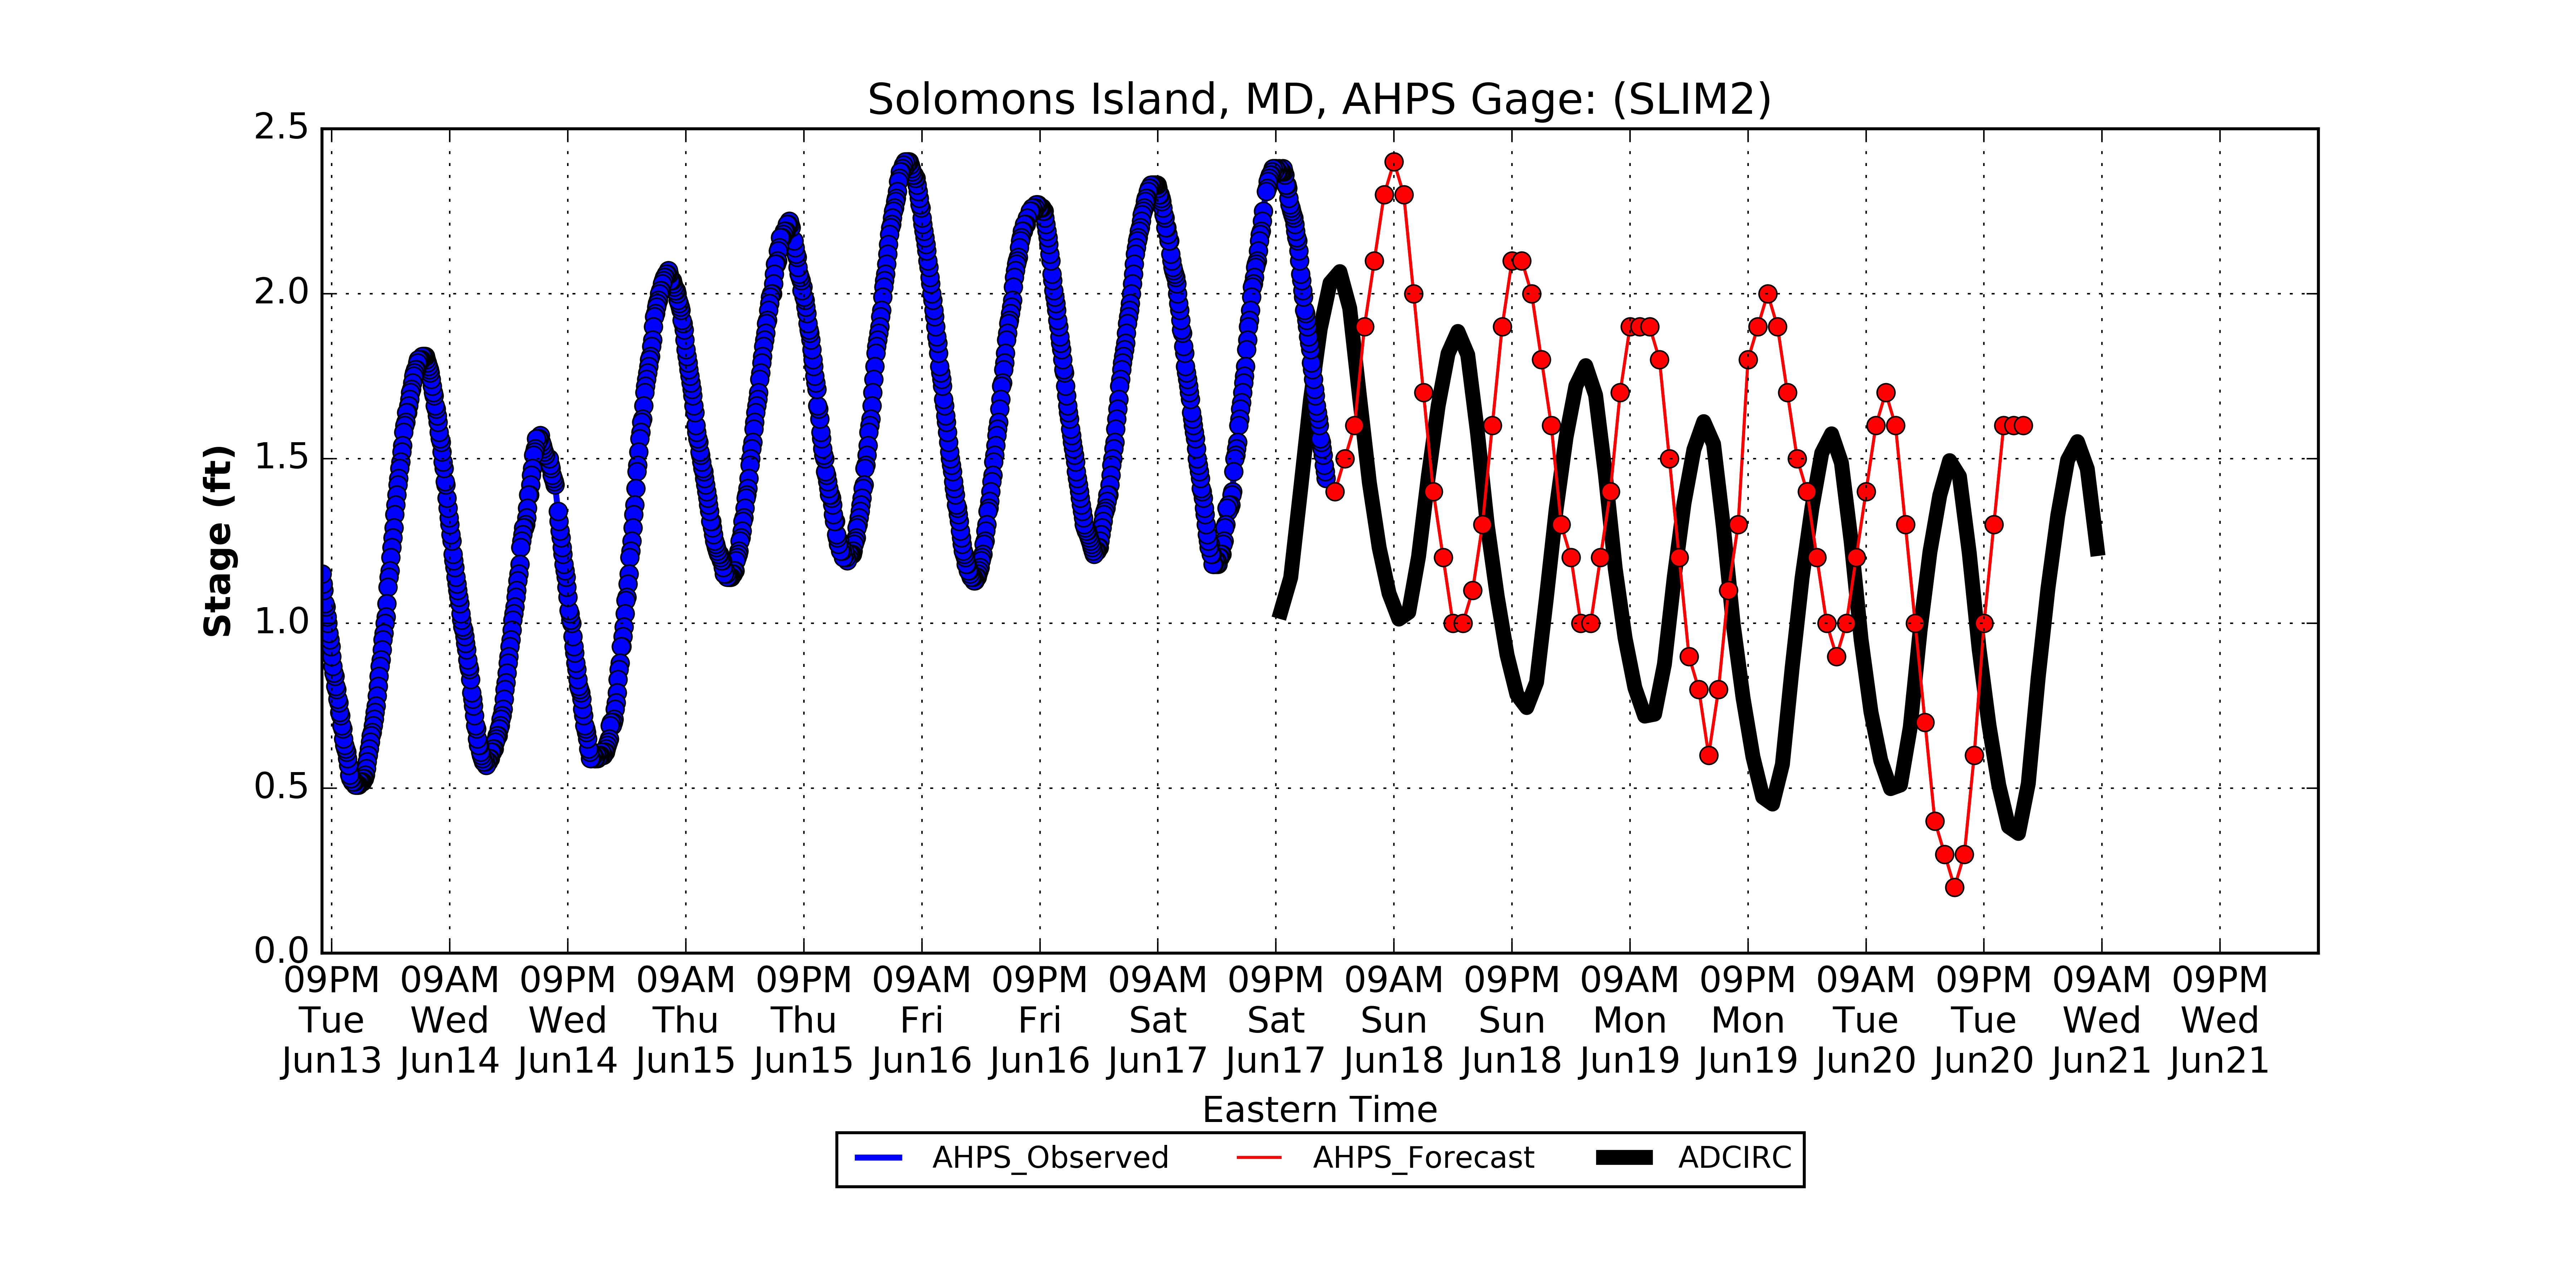 Solomons Island, MD, AHPS Gage: (SLIM2)
Stage (ft)
2.5
2.0
1.5
1.0
0.5
0.0
09PM 09AM 09PM 09AM 09PM 09AM 09PM 09AM 09PM 09AM 09PM 09AM 09PM 09AM 09PM 09AM 09PM
Tue Wed Wed Thu Thu Fri Fri Sat Sat Sun Sun Mon Mon Tue Tue Wed Wed
Jun13 Jun14 Jun14 Jun15 Jun15 Jun16 Jun16 Jun17 Jun17 Jun18 Jun18 Jun19 Jun19 Jun20 Jun20 Jun21 Jun21
Eastern Time
AHPS_Observed AHPS_Forecast ADCIRC